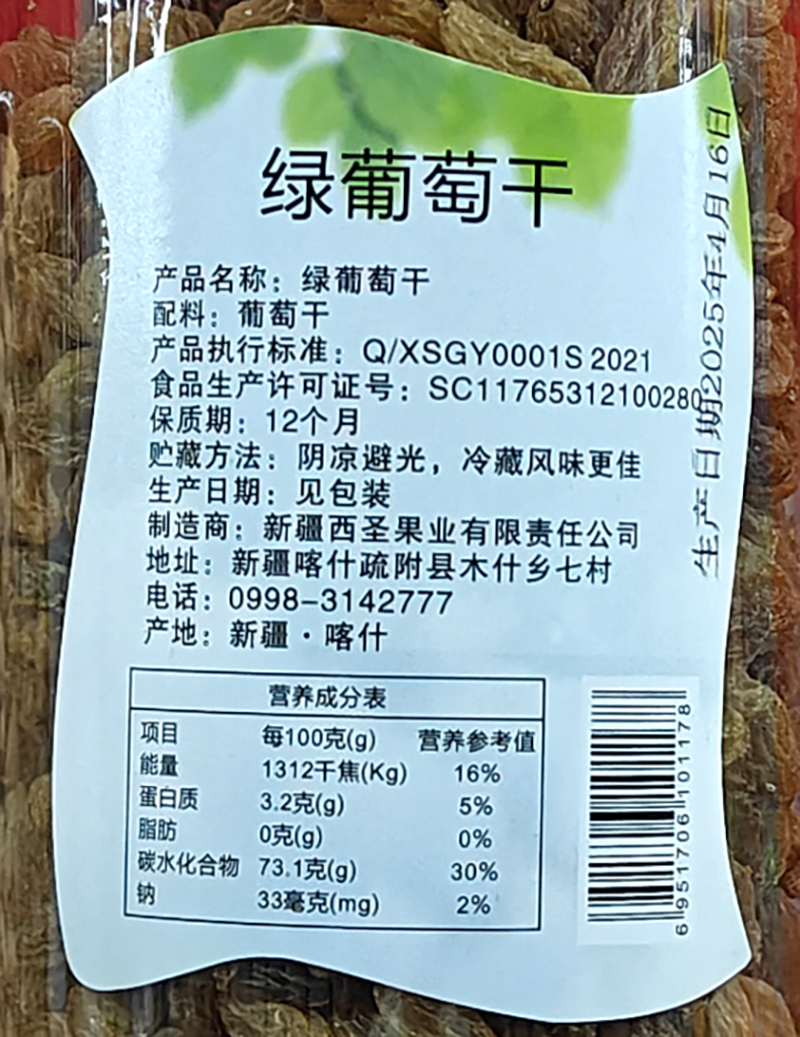 绿葡萄干
产品名称：绿葡萄干
配料：葡萄干
产品执行标准：Q/XSGY0001S 2021
食品生产许可证号：SC11765312100280
保质期：12个月
贮藏方法：阴凉避光，冷藏风味更佳
生产日期：见包装
制造商：新疆西圣果业有限责任公司
地址：新疆喀什疏附县木什乡七村
电话：0998-3142777
产地：新疆·喀什
生产日期2025年4月16日
营养成分表
项目 每100克(g) 营养参考值
能量 1312千焦(Kg) 16%
蛋白质 3.2克(g) 5%
脂肪 0克(g) 0%
碳水化合物 73.1克(g) 30%
钠 33毫克(mg) 2%
6951706101178